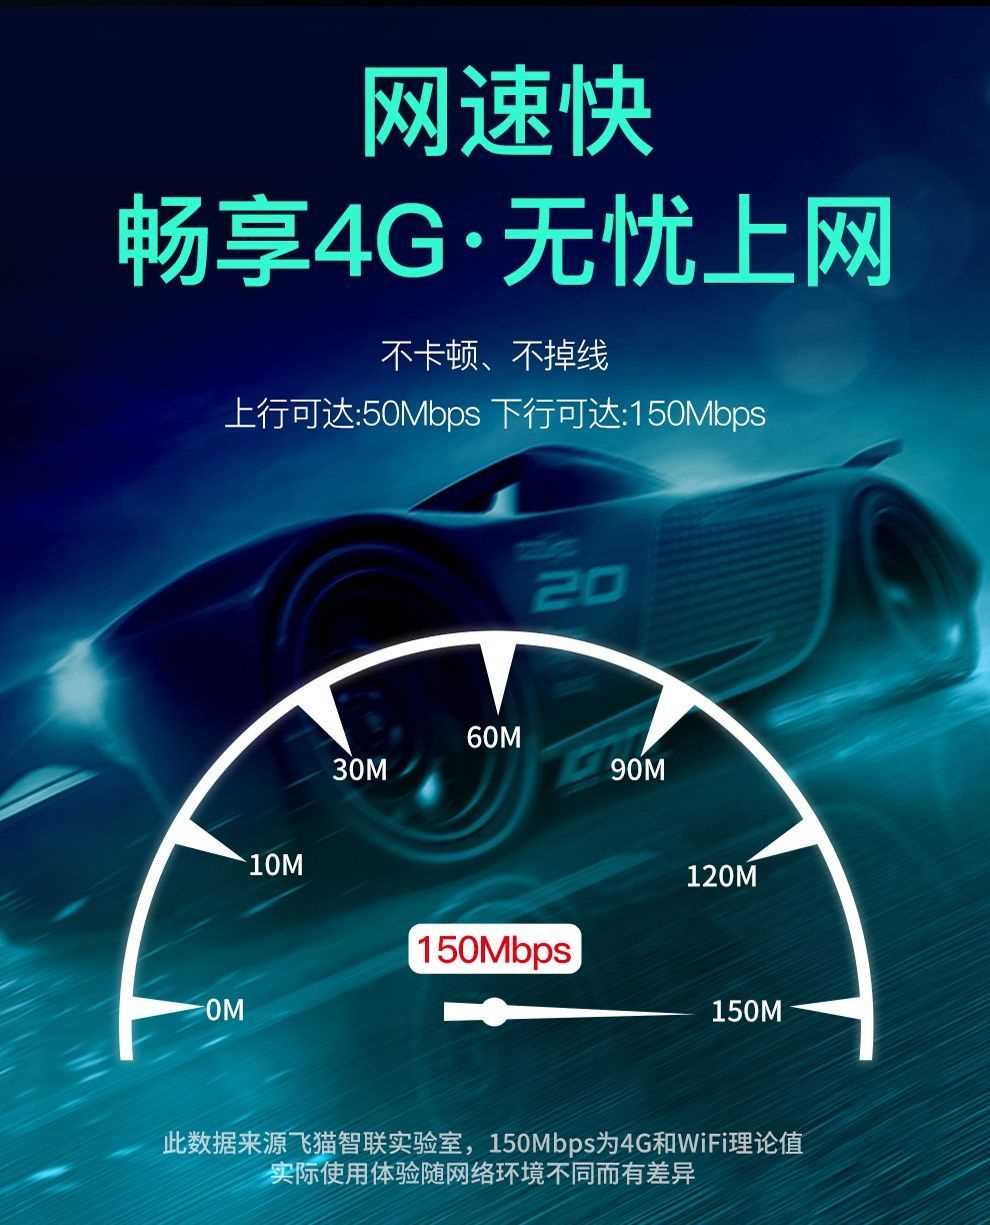 网速快
畅享4G·无忧上网
不卡顿、不掉线
上行可达:50Mbps 下行可达:150Mbps
20
60M
30M
90M
10M
120M
150Mbps
0M
150M
此数据来源飞猫智联实验室，150Mbps为4G和WiFi理论值
实际使用体验随网络环境不同而有差异